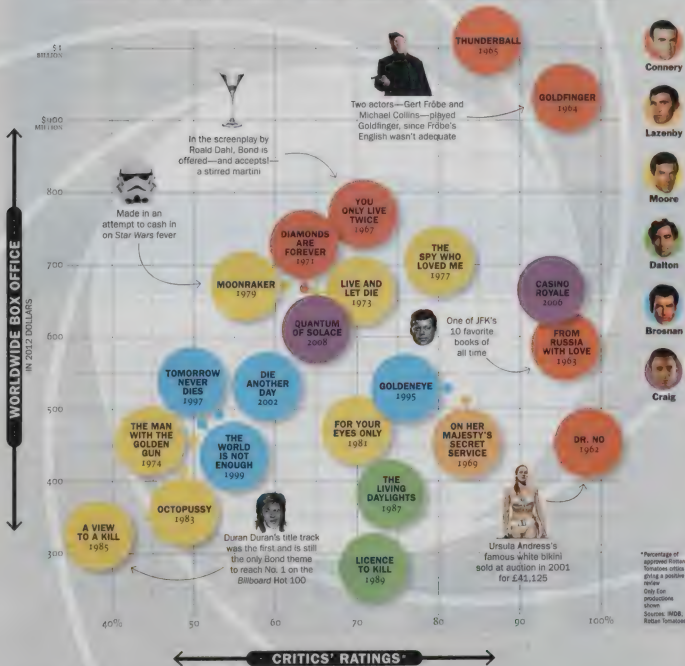 $1
BILLION
$900
MILLION
800
700
600
500
400
300
WORLDWIDE BOX OFFICE
IN 2012 DOLLARS
THUNDERBALL
1965
GOLDFINGER
1964
Two actors—Gert Fröbe and
Michael Collins—played
Goldfinger, since Fröbe's
English wasn't adequate
In the screenplay by
Roald Dahl, Bond is
offered—and accepts!—
a stirred martini
Made in an
attempt to cash in
on Star Wars fever
YOU
ONLY LIVE
TWICE
1967
DIAMONDS
ARE
FOREVER
1971
THE
SPY WHO
LOVED ME
1977
MOONRAKER
1979
LIVE AND
LET DIE
1973
CASINO
ROYALE
2006
QUANTUM
OF SOLACE
2008
One of JFK's
10 favorite
books of
all time
FROM
RUSSIA
WITH LOVE
1963
TOMORROW
NEVER
DIES
1997
DIE
ANOTHER
DAY
2002
GOLDENEYE
1995
THE MAN
WITH THE
GOLDEN
GUN
1974
THE
WORLD
IS NOT
ENOUGH
1999
FOR YOUR
EYES ONLY
1981
ON HER
MAJESTY'S
SECRET
SERVICE
1969
DR. NO
1962
OCTOPUSSY
1983
THE
LIVING
DAYLIGHTS
1987
A VIEW
TO A KILL
1985
Duran Duran's title track
was the first and is still
the only Bond theme
to reach No. 1 on the
Billboard Hot 100
LICENCE
TO KILL
1989
Ursula Andress's
famous white bikini
sold at auction in 2001
for £41,125
40%
50
60
70
80
90
100%
CRITICS' RATINGS*
Connery
Lazenby
Moore
Dalton
Brosnan
Craig
*Percentage of
approved Rotten
Tomatoes critics
giving a positive
review
Only Eon
productions
shown
Sources: IMDB,
Rotten Tomatoes